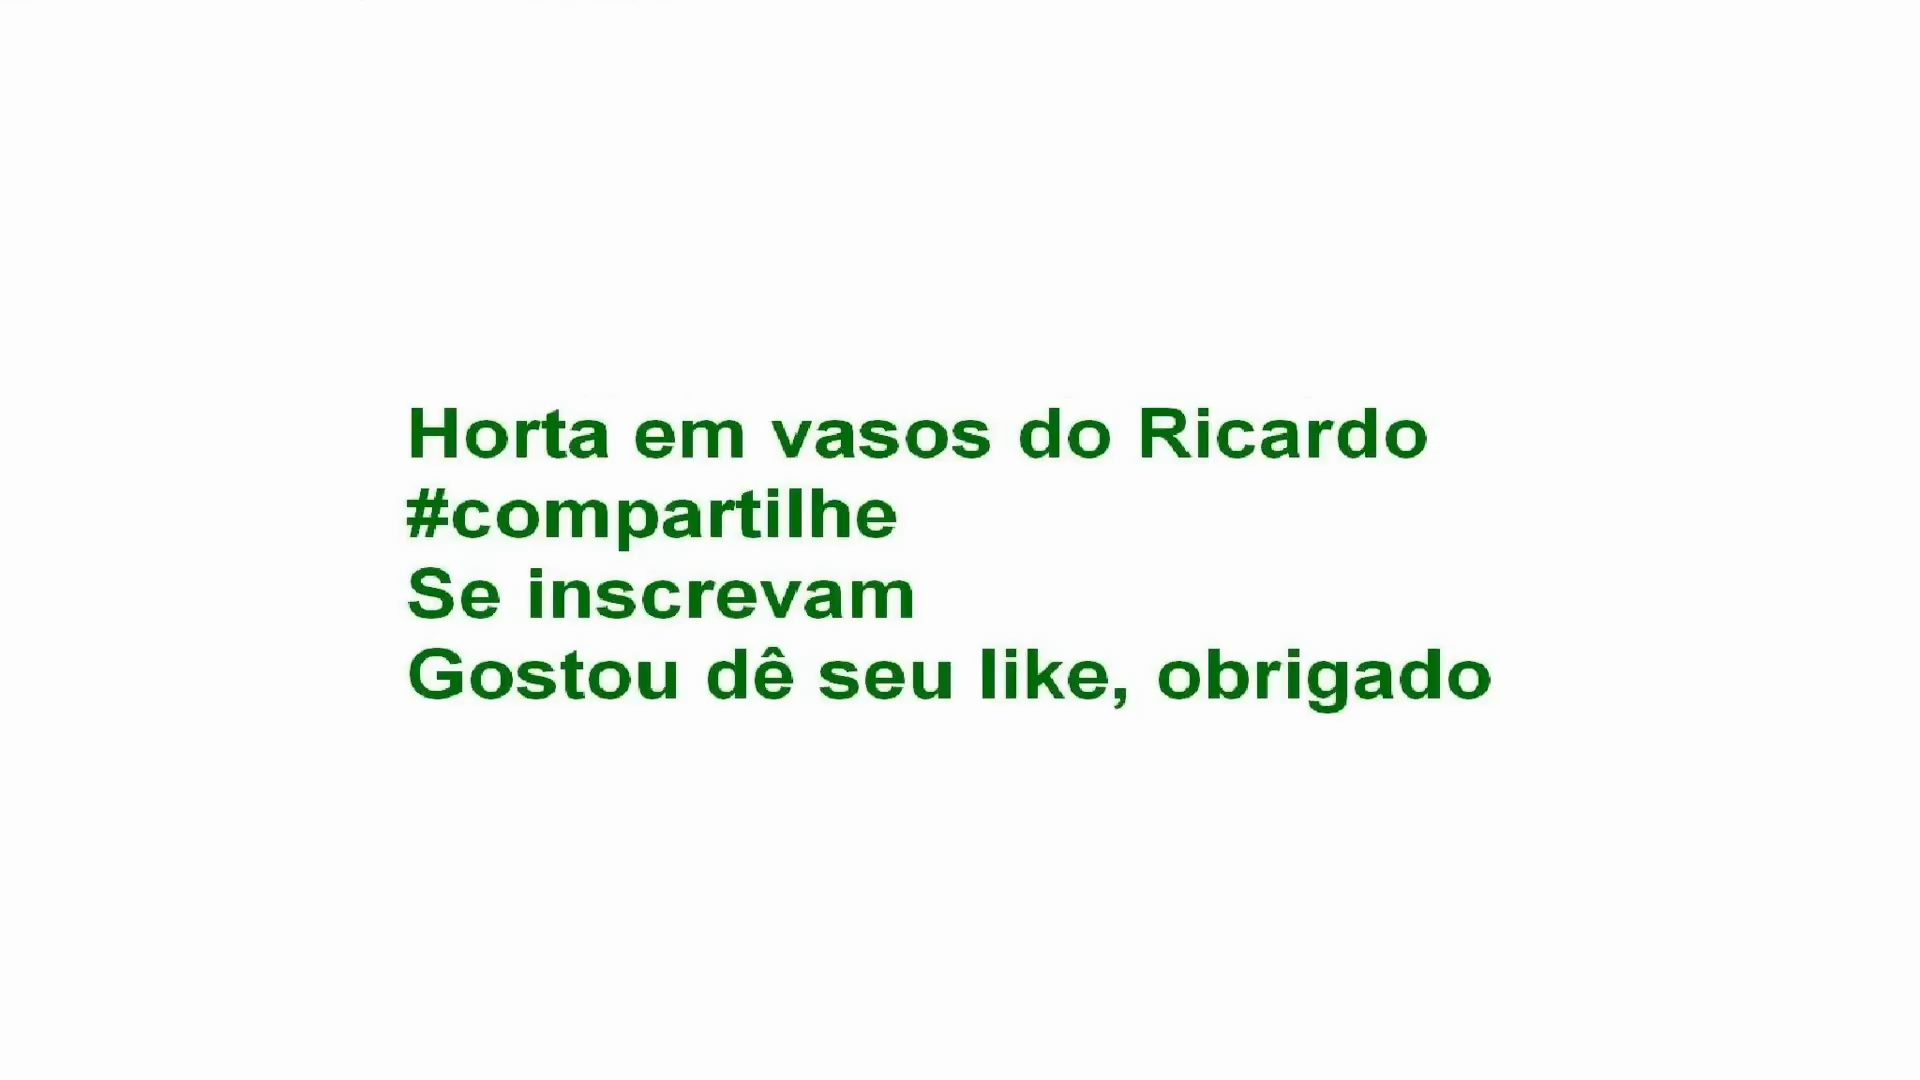 Horta em vasos do Ricardo
#compartilhe
Se inscrevam
Gostou dê seu like, obrigado